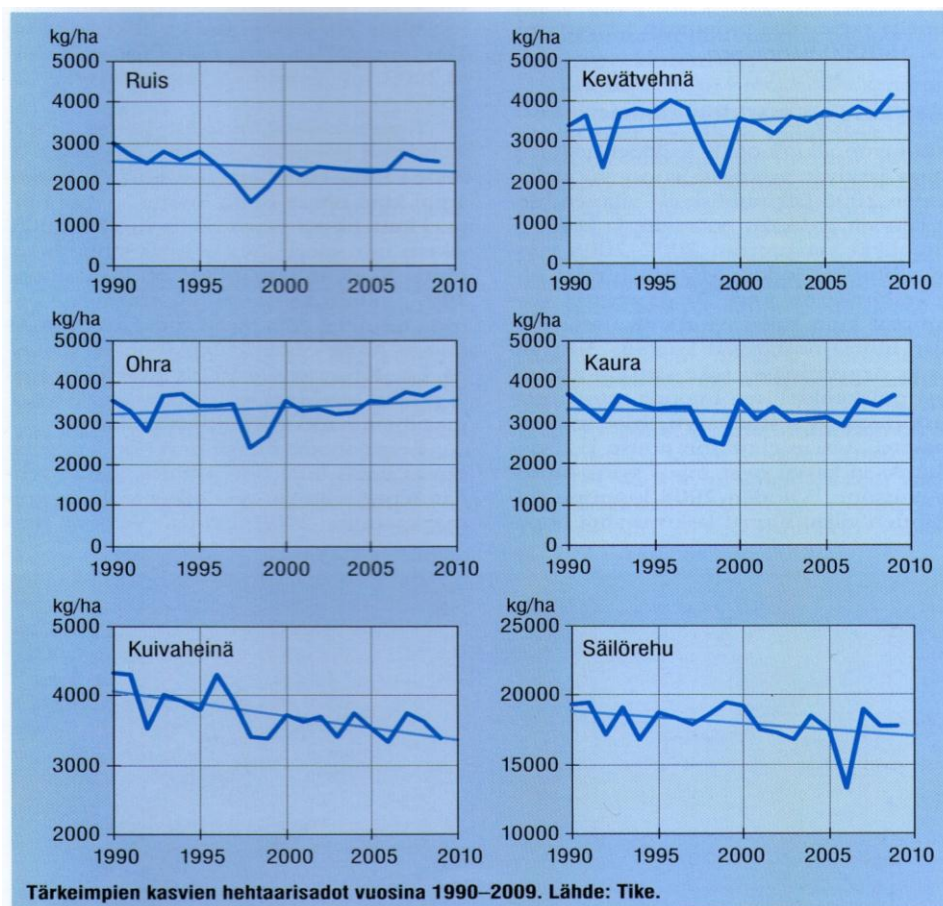 kg/ha
5000
Ruis
4000
3000
2000
1000
0
1990 1995 2000 2005 2010
kg/ha
5000
Kevätvehnä
4000
3000
2000
1000
0
1990 1995 2000 2005 2010
kg/ha
5000
Ohra
4000
3000
2000
1000
0
1990 1995 2000 2005 2010
kg/ha
5000
Kaura
4000
3000
2000
1000
0
1990 1995 2000 2005 2010
kg/ha
5000
Kuivaheinä
4000
3000
2000
1990 1995 2000 2005 2010
kg/ha
25000
Säilörehu
20000
15000
10000
1990 1995 2000 2005 2010
Tärkeimpien kasvien hehtaarisadot vuosina 1990–2009. Lähde: Tike.